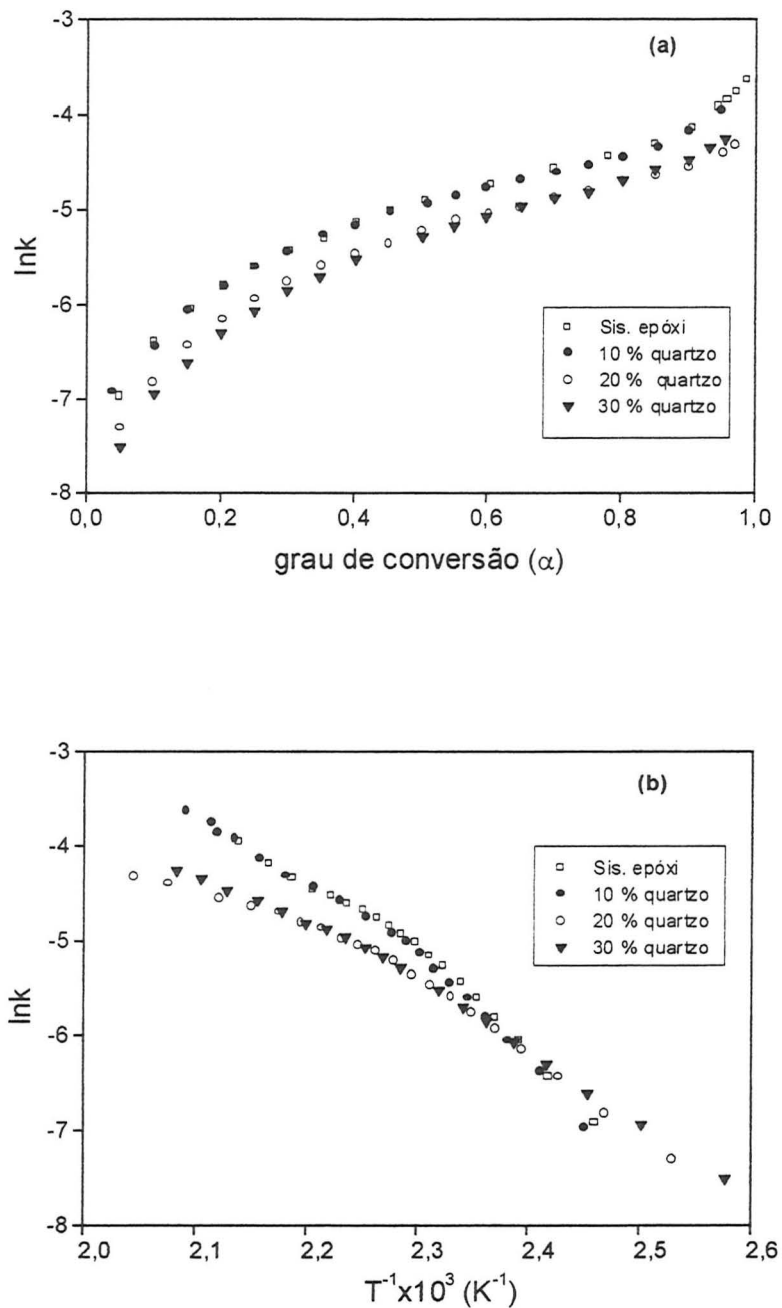 -3
(a)
-4
-5
lnk
-6
Sis. epóxi
10 % quartzo
-7
20 % quartzo
30 % quartzo
-8
0,0 0,2 0,4 0,6 0,8 1,0
grau de conversão (α)
-3
(b)
-4
Sis. epóxi
10 % quartzo
-5
20 % quartzo
30 % quartzo
lnk
-6
-7
-8
2,0 2,1 2,2 2,3 2,4 2,5 2,6
T⁻¹x10³ (K⁻¹)